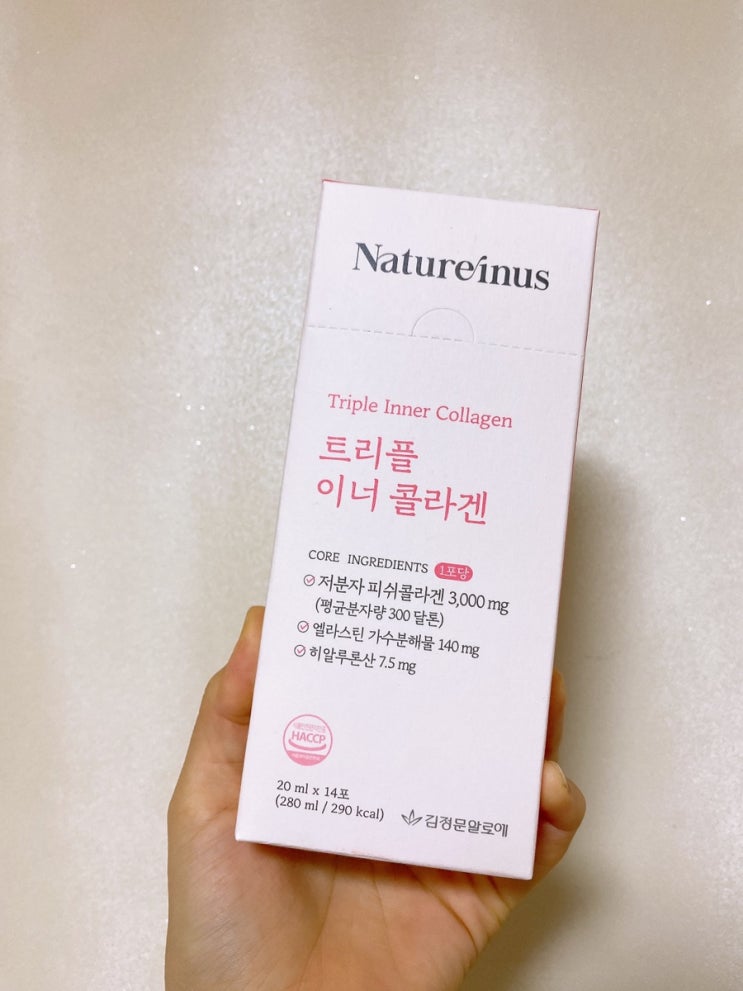 Nature/inus
Triple Inner Collagen
트리플
이너 콜라겐
CORE INGREDIENTS 1포당
저분자 피쉬콜라겐 3,000 mg
(평균분자량 300 달톤)
엘라스틴 가수분해물 140 mg
히알루론산 7.5 mg
HACCP
20 ml x 14포
(280 ml / 290 kcal)
김정문알로에